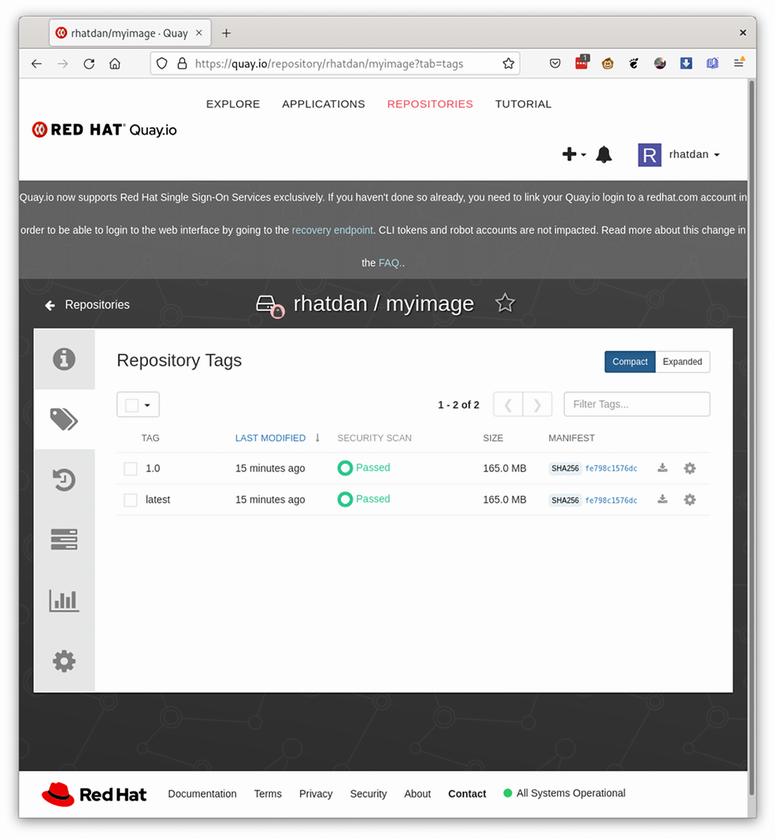 rhatdan/myimage · Quay
https://quay.io/repository/rhatdan/myimage?tab=tags
1
EXPLORE APPLICATIONS REPOSITORIES TUTORIAL
RED HAT® Quay.io
R rhatdan
Quay.io now supports Red Hat Single Sign-On Services exclusively. If you haven't done so already, you need to link your Quay.io login to a redhat.com account in
order to be able to login to the web interface by going to the recovery endpoint. CLI tokens and robot accounts are not impacted. Read more about this change in
the FAQ..
Repositories rhatdan / myimage
Repository Tags Compact Expanded
1 - 2 of 2 Filter Tags...
TAG LAST MODIFIED ↓ SECURITY SCAN SIZE MANIFEST
1.0 15 minutes ago Passed 165.0 MB SHA256 fe798c1576dc
latest 15 minutes ago Passed 165.0 MB SHA256 fe798c1576dc
Red Hat Documentation Terms Privacy Security About Contact All Systems Operational